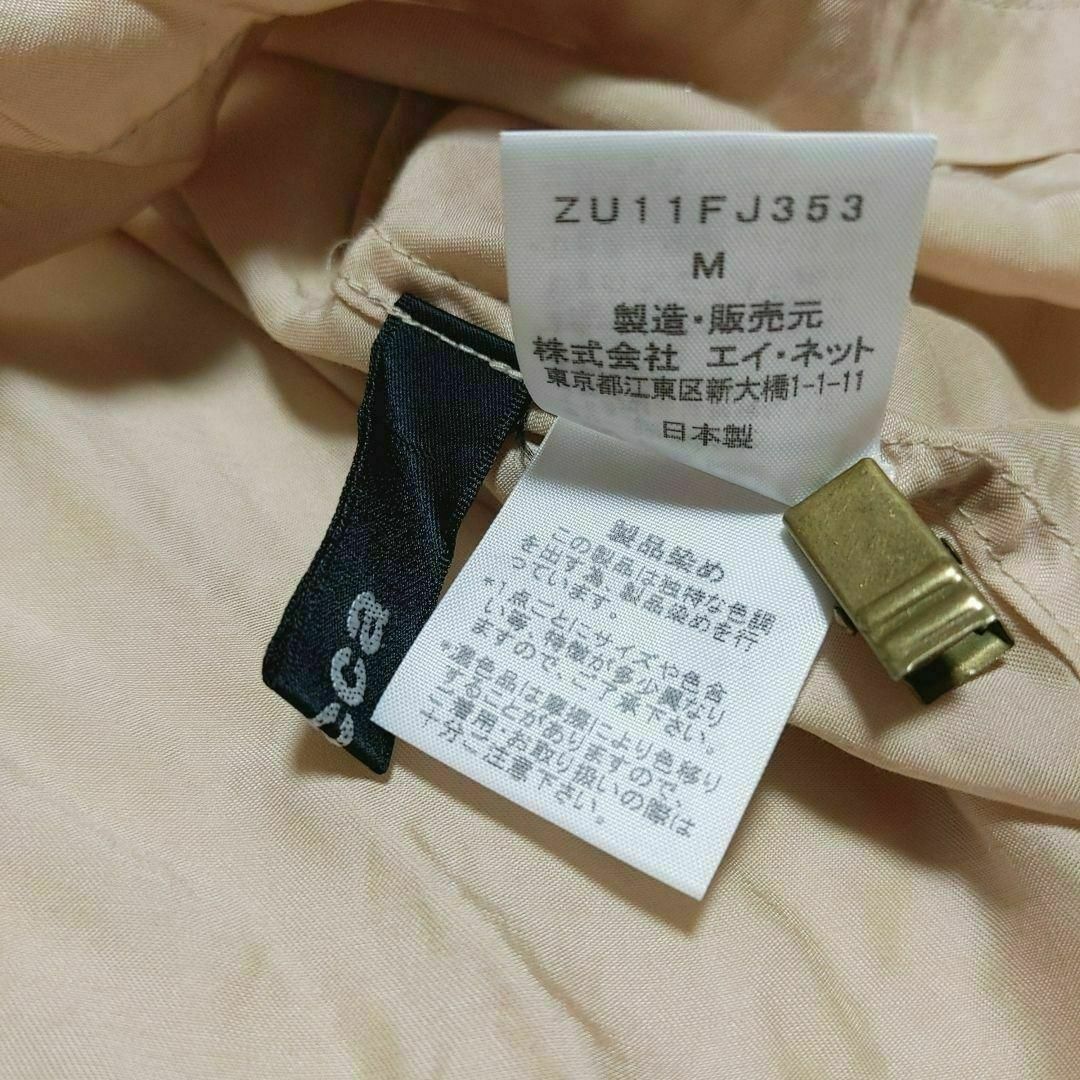 ZU11FJ353
M
製造・販売元
株式会社 エイ・ネット
東京都江東区新大橋1-1-11
日本製
製品染め
この製品は独特な色調
を出す為、製品染めを行
っています。
*1点ごとにサイズや色合
い等、特徴が多少異なり
ますので、ご了承下さい。
*濃色品は摩擦により色移り
することがありますので、
ご着用・お取り扱いの際は
十分ご注意下さい。
cca